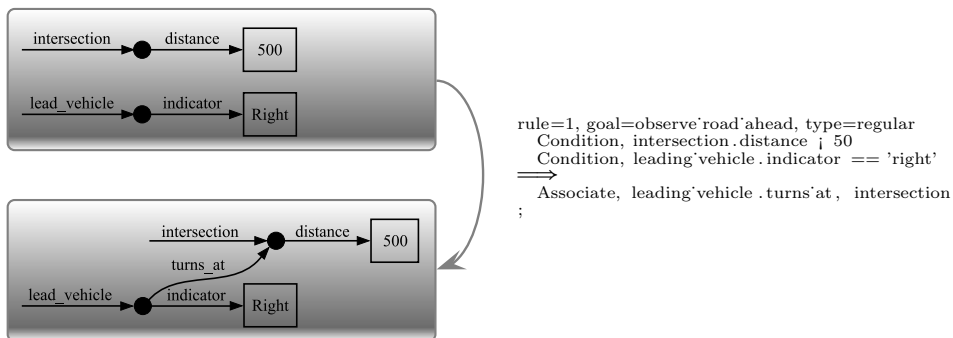 intersection distance 500
lead_vehicle indicator Right
rule=1, goal=observe˙road˙ahead, type=regular
Condition, intersection.distance ¡ 50
Condition, leading˙vehicle.indicator == 'right'
⟹
Associate, leading˙vehicle.turns˙at, intersection
;
intersection distance 500
turns_at
lead_vehicle indicator Right